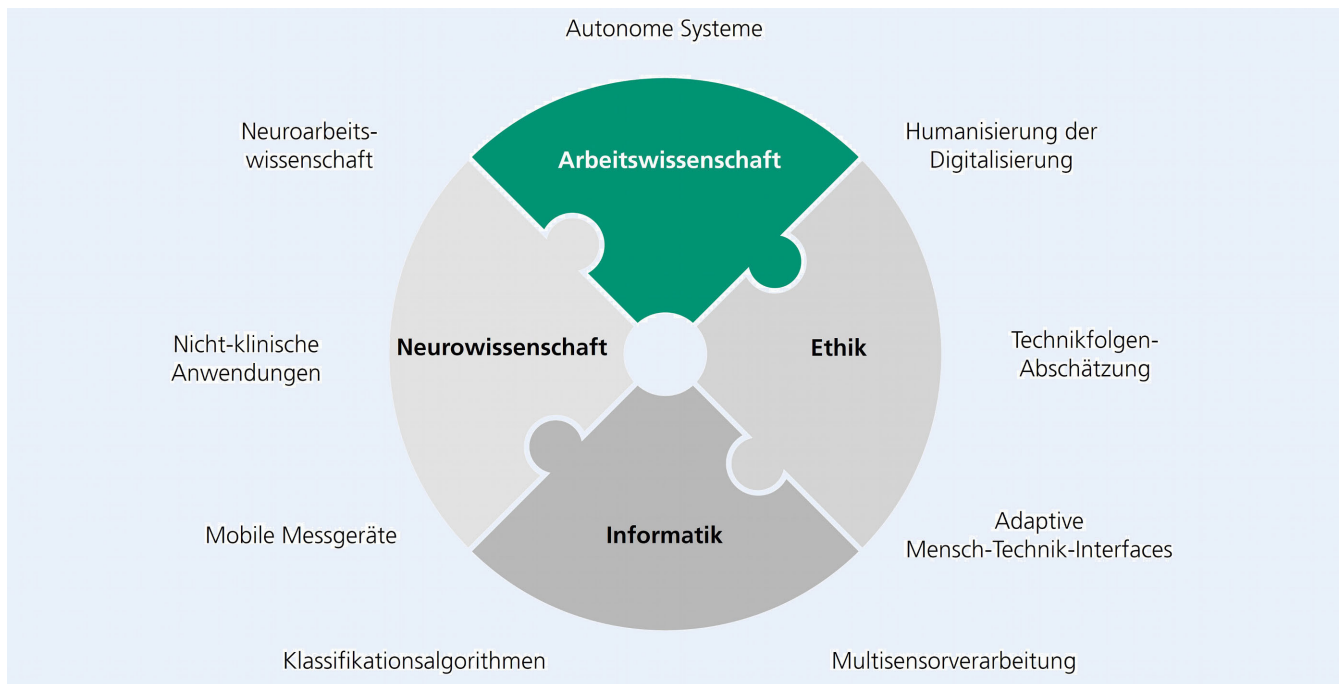 Autonome Systeme
Neuroarbeits-
wissenschaft
Humanisierung der
Digitalisierung
Arbeitswissenschaft
Nicht-klinische
Anwendungen
Neurowissenschaft
Ethik
Technikfolgen-
Abschätzung
Mobile Messgeräte
Informatik
Adaptive
Mensch-Technik-Interfaces
Klassifikationsalgorithmen
Multisensorverarbeitung